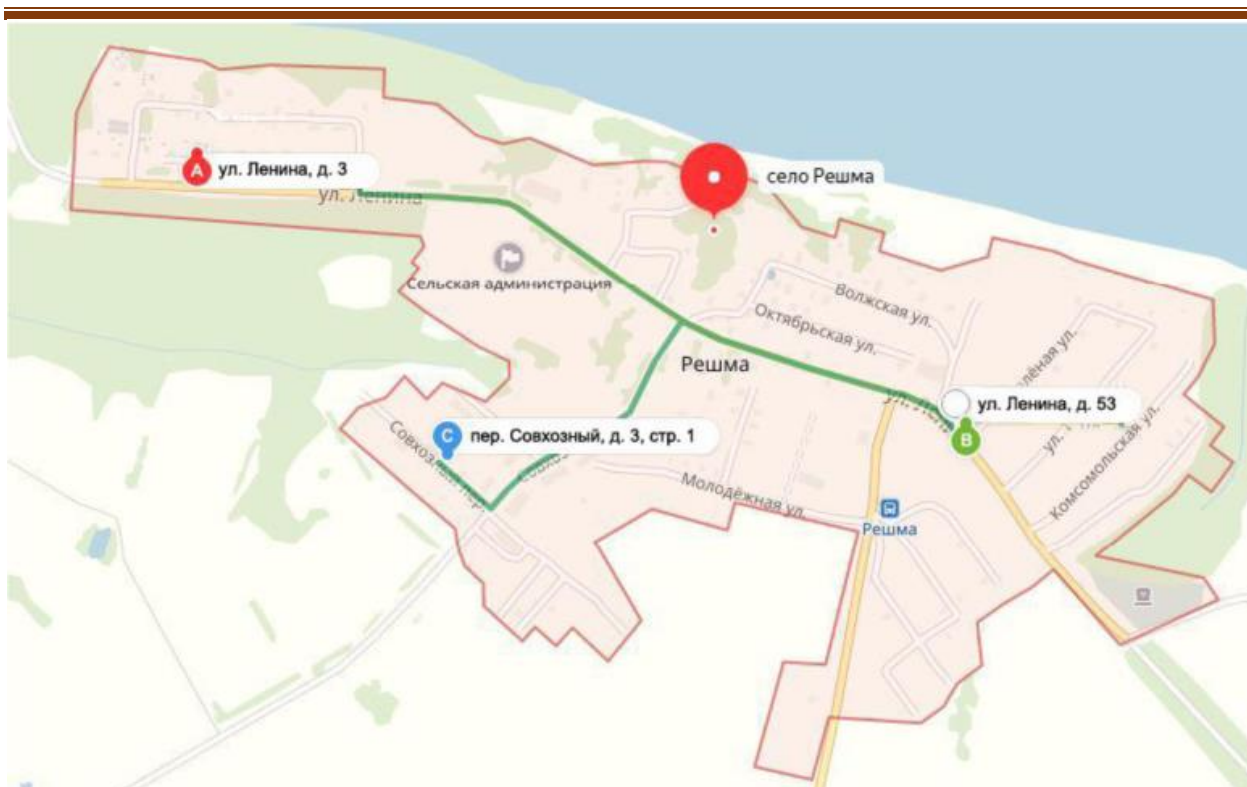 A
ул. Ленина, д. 3
ул. Ленина
село Решма
Сельская администрация
Волжская ул.
Октябрьская ул.
Решма
ул. Ленина, д. 53
B
C
пер. Совхозный, д. 3, стр. 1
Совхозный пер.
Молодёжная ул.
Комсомольская ул.
Решма